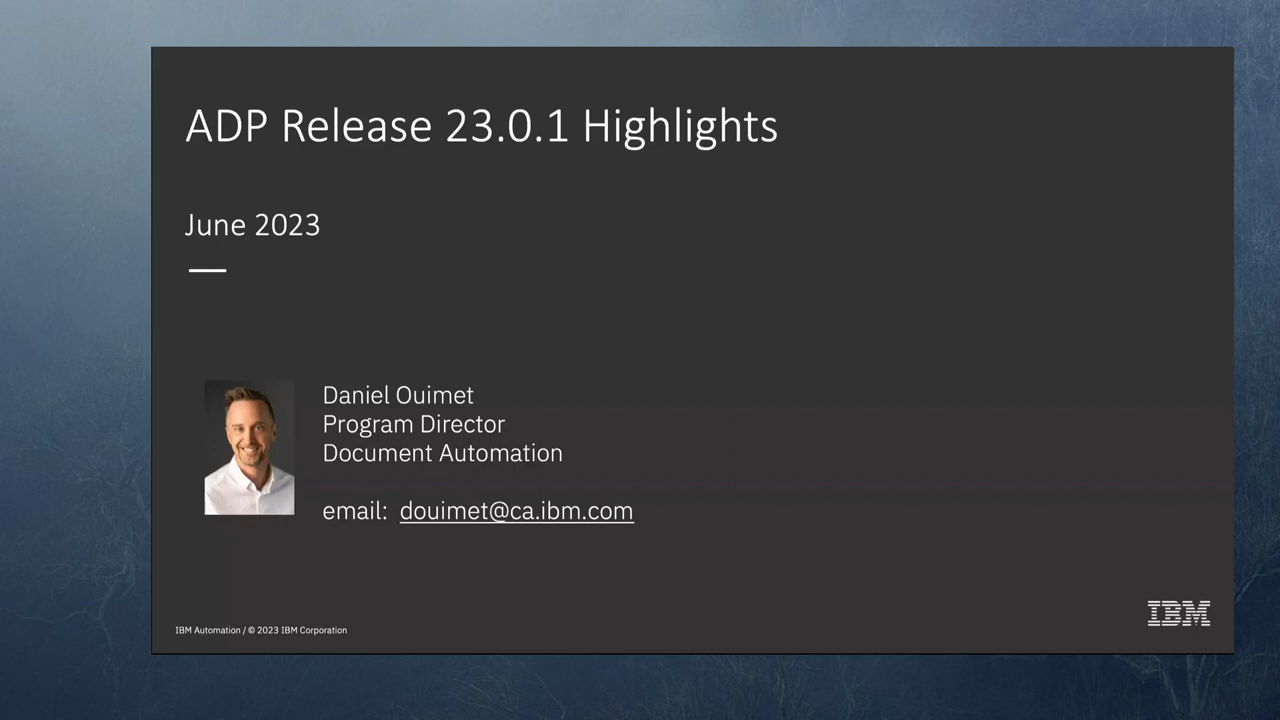 ADP Release 23.0.1 Highlights
June 2023
Daniel Ouimet
Program Director
Document Automation
email: douimet@ca.ibm.com
IBM Automation / © 2023 IBM Corporation
IBM